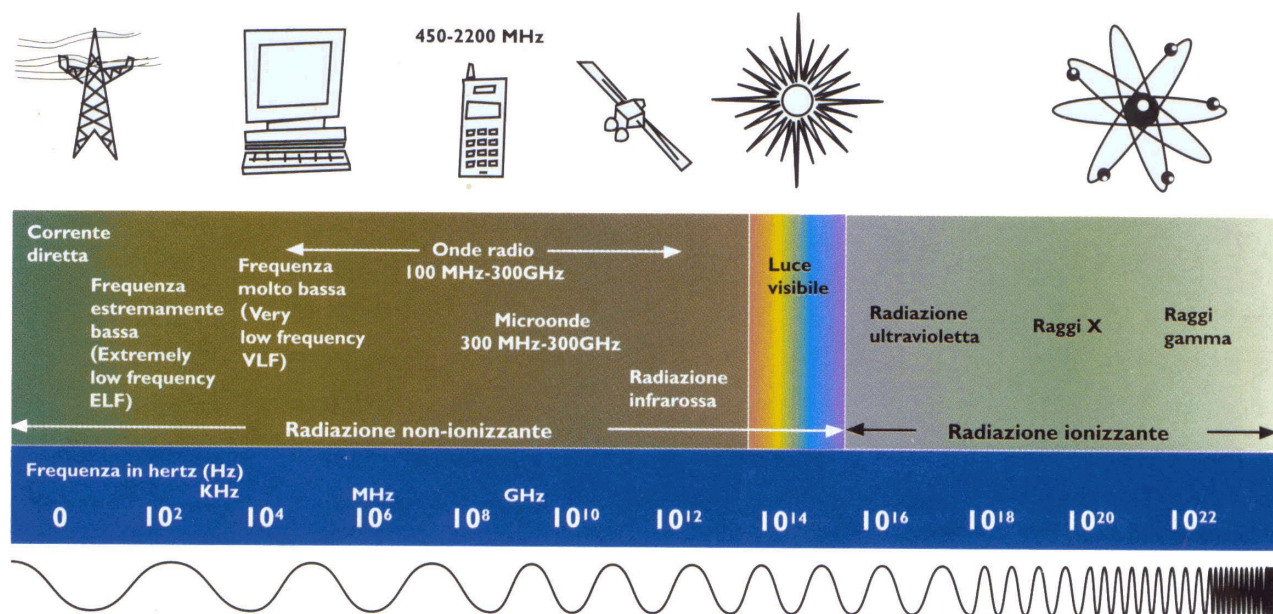 450-2200 MHz
Corrente
diretta
Frequenza
estremamente
bassa
(Extremely
low frequency
ELF)
Frequenza
molto bassa
(Very
low frequency
VLF)
Onde radio
100 MHz-300GHz
Microonde
300 MHz-300GHz
Radiazione
infrarossa
Luce
visibile
Radiazione
ultravioletta
Raggi X
Raggi
gamma
Radiazione non-ionizzante
Radiazione ionizzante
Frequenza in hertz (Hz)
KHz MHz GHz
0 10² 10⁴ 10⁶ 10⁸ 10¹⁰ 10¹² 10¹⁴ 10¹⁶ 10¹⁸ 10²⁰ 10²²